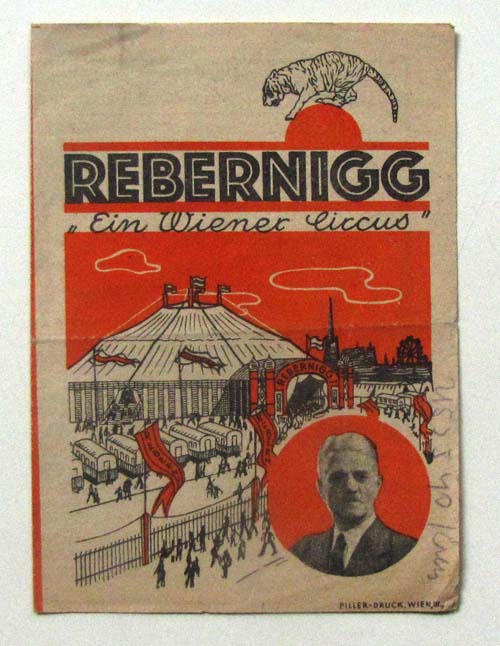 REBERNIGG
„Ein Wiener Circus"
REBERNIGG
PILLER-DRUCK, WIEN, III.,